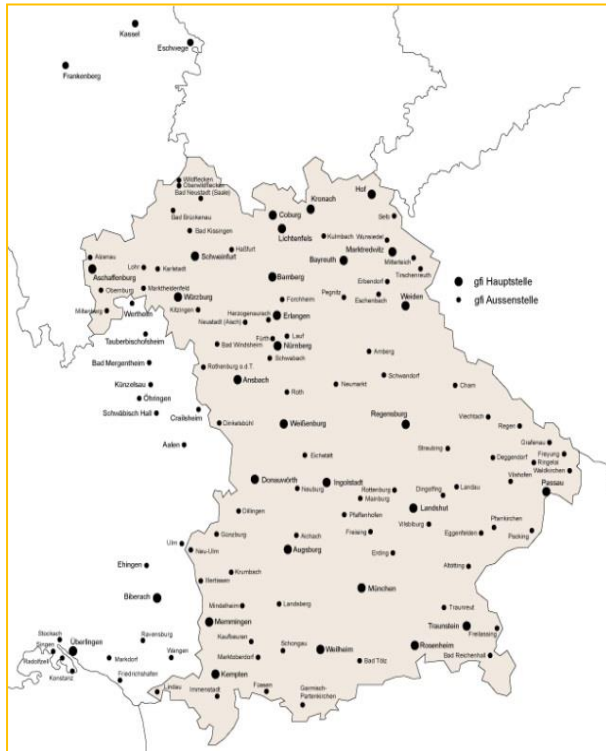 Kassel
Eschwege
Frankenberg
Wildflecken
Oberwildflecken
Bad Neustadt (Saale)
Hof
Kronach
Coburg
Selb
Bad Brückenau
Bad Kissingen
Lichtenfels
Kulmbach
Wunsiedel
Haßfurt
Marktredwitz
Schweinfurt
Bayreuth
Mitterteich
Alzenau
Lohr
Karlstadt
Tirschenreuth
Aschaffenburg
Bamberg
Erbendorf
gfi Hauptstelle
Obernburg
Marktheidenfeld
Pegnitz
Eschenbach
Würzburg
Forchheim
Weiden
gfi Aussenstelle
Miltenberg
Wertheim
Kitzingen
Herzogenaurach
Erlangen
Neustadt (Aisch)
Tauberbischofsheim
Fürth
Lauf
Bad Windsheim
Nürnberg
Schwabach
Amberg
Bad Mergentheim
Rothenburg o.d.T.
Schwandorf
Künzelsau
Ansbach
Neumarkt
Cham
Öhringen
Roth
Schwäbisch Hall
Crailsheim
Viechtach
Dinkelsbühl
Weißenburg
Regensburg
Regen
Aalen
Grafenau
Straubing
Freyung
Eichstätt
Deggendorf
Ringelai
Waldkirchen
Donauwörth
Ingolstadt
Vilshofen
Neuburg
Rottenburg
Dingolfing
Landau
Passau
Mainburg
Dillingen
Landshut
Pfaffenhofen
Pfarrkirchen
Vilsbiburg
Günzburg
Aichach
Freising
Eggenfelden
Pocking
Ulm
Neu-Ulm
Augsburg
Erding
Ehingen
Krumbach
Altötting
Illertissen
München
Biberach
Mindelheim
Landsberg
Traunreut
Memmingen
Traunstein
Stockach
Ravensburg
Kaufbeuren
Freilassing
Singen
Überlingen
Schongau
Weilheim
Rosenheim
Radolfzell
Markdorf
Wangen
Marktoberdorf
Bad Tölz
Bad Reichenhall
Konstanz
Friedrichshafen
Kempten
Lindau
Immenstadt
Füssen
Garmisch-
Partenkirchen